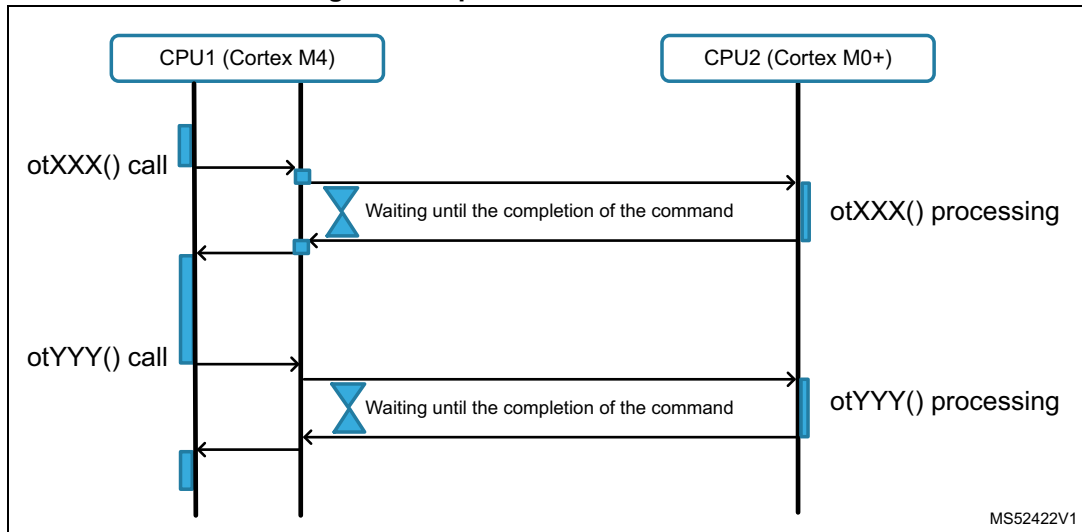 CPU1 (Cortex M4)
CPU2 (Cortex M0+)
otXXX() call
Waiting until the completion of the command
otXXX() processing
otYYY() call
Waiting until the completion of the command
otYYY() processing
MS52422V1